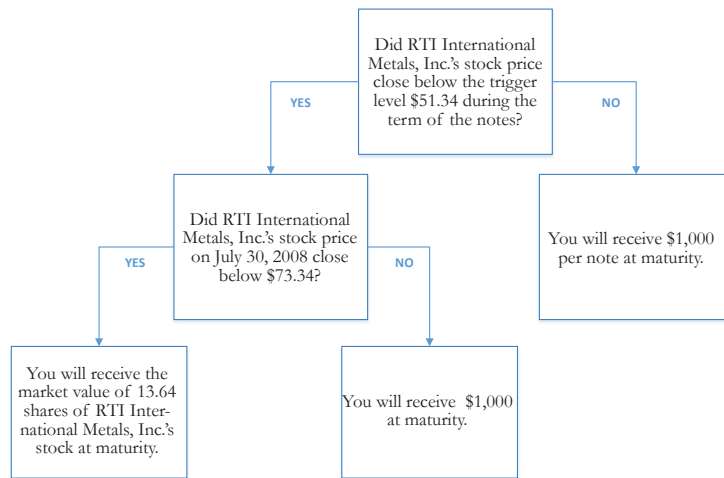 Did RTI International
Metals, Inc.'s stock price
close below the trigger
level $51.34 during the
term of the notes?
YES
NO
Did RTI International
Metals, Inc.'s stock price
on July 30, 2008 close
below $73.34?
You will receive $1,000
per note at maturity.
YES
NO
You will receive the
market value of 13.64
shares of RTI Inter-
national Metals, Inc.'s
stock at maturity.
You will receive $1,000
at maturity.